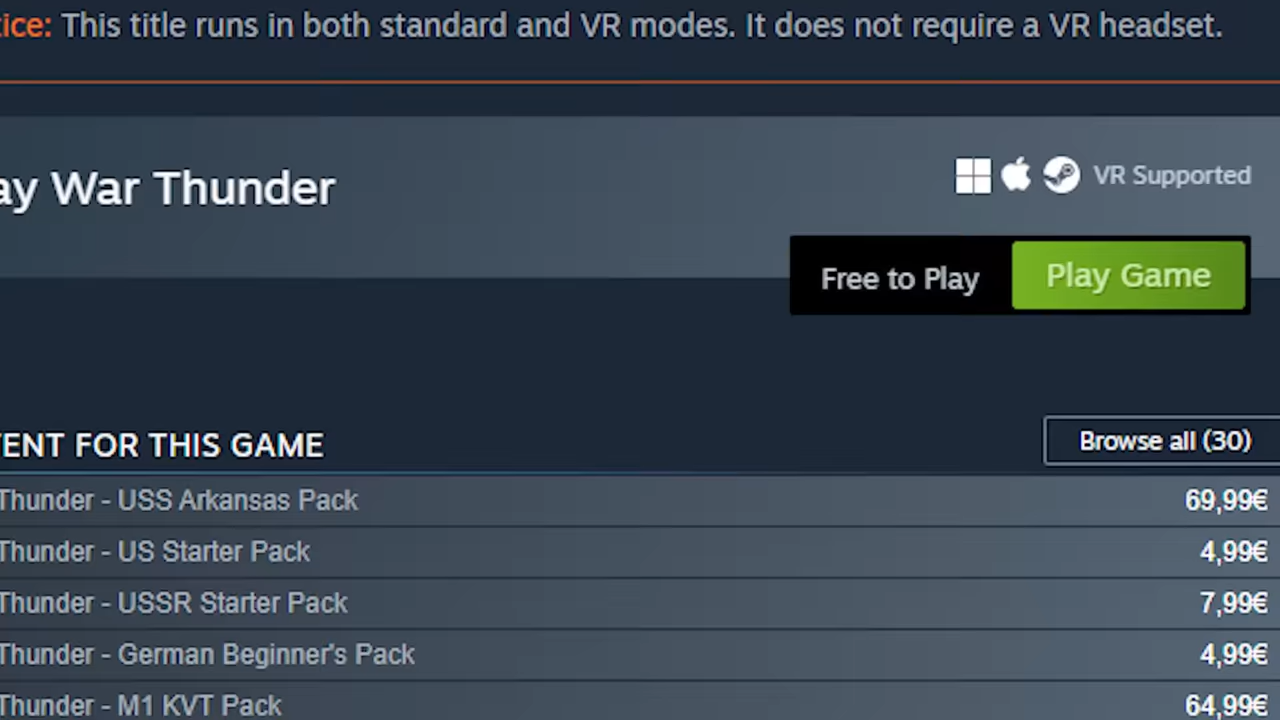 ice: This title runs in both standard and VR modes. It does not require a VR headset.
ay War Thunder
VR Supported
Free to Play
Play Game
TENT FOR THIS GAME
Browse all (30)
Thunder - USS Arkansas Pack
69,99€
Thunder - US Starter Pack
4,99€
Thunder - USSR Starter Pack
7,99€
Thunder - German Beginner's Pack
4,99€
Thunder - M1 KVT Pack
64,99€